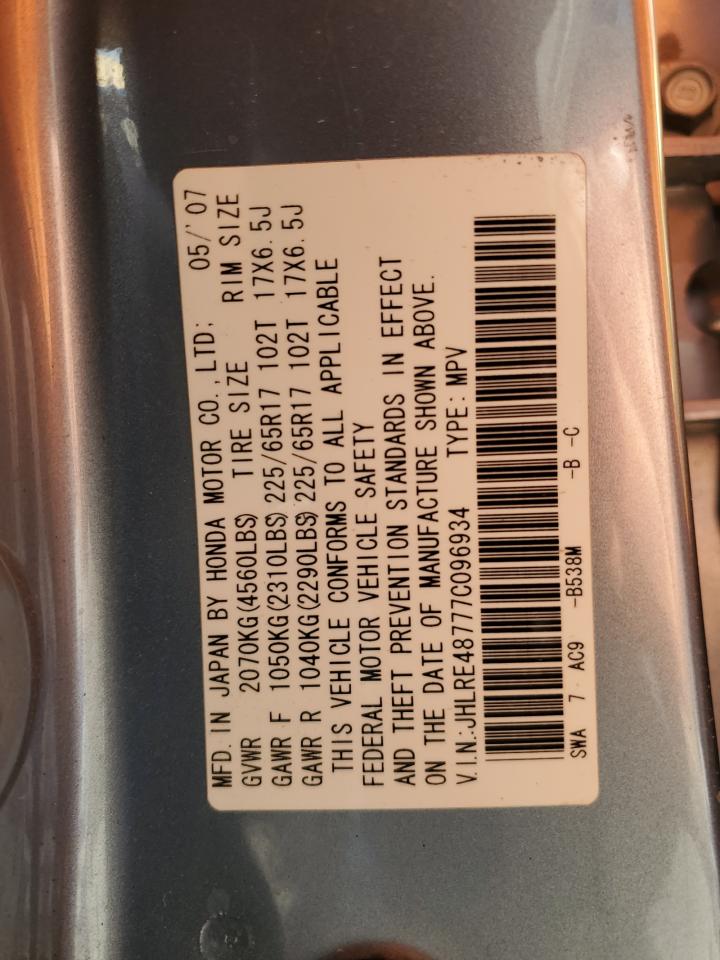 MFD. IN JAPAN BY HONDA MOTOR CO., LTD; 05/'07
GVWR 2070KG(4560LBS) TIRE SIZE RIM SIZE
GAWR F 1050KG(2310LBS) 225/65R17 102T 17X6.5J
GAWR R 1040KG(2290LBS) 225/65R17 102T 17X6.5J
THIS VEHICLE CONFORMS TO ALL APPLICABLE
FEDERAL MOTOR VEHICLE SAFETY
AND THEFT PREVENTION STANDARDS IN EFFECT
ON THE DATE OF MANUFACTURE SHOWN ABOVE.
V.I.N.:JHLRE48777C096934 TYPE: MPV
SWA 7 AC9 -B538M -B -C